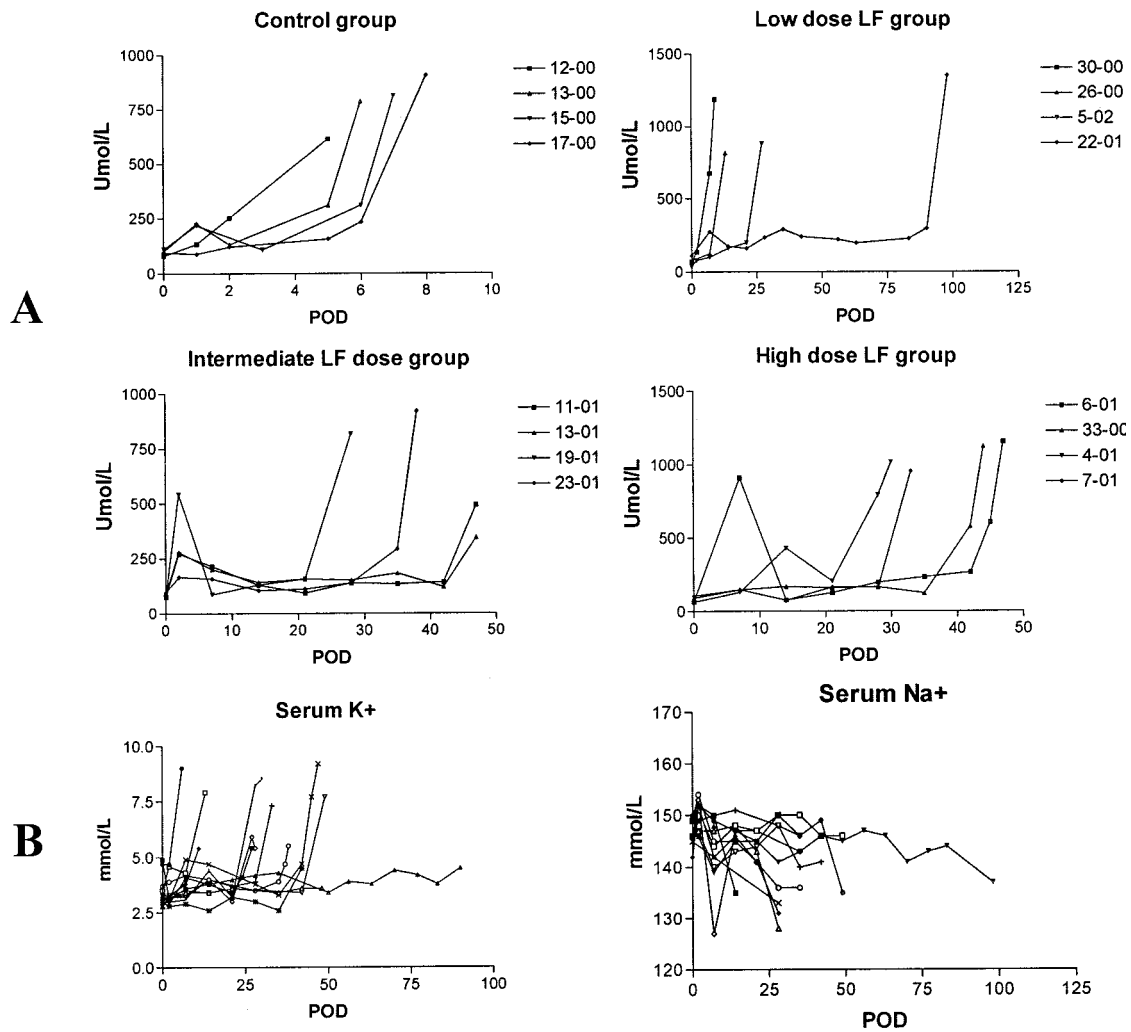 A
Control group
Umol/L
1000
750
500
250
0
0 2 4 6 8 10
POD
12-00
13-00
15-00
17-00
Low dose LF group
Umol/L
1500
1000
500
0
0 25 50 75 100 125
POD
30-00
26-00
5-02
22-01
Intermediate LF dose group
Umol/L
1000
750
500
250
0
0 10 20 30 40 50
POD
11-01
13-01
19-01
23-01
High dose LF group
Umol/L
1500
1000
500
0
0 10 20 30 40 50
POD
6-01
33-00
4-01
7-01
B
Serum K+
mmol/L
10.0
7.5
5.0
2.5
0.0
0 25 50 75 100
POD
Serum Na+
mmol/L
170
160
150
140
130
120
0 25 50 75 100 125
POD